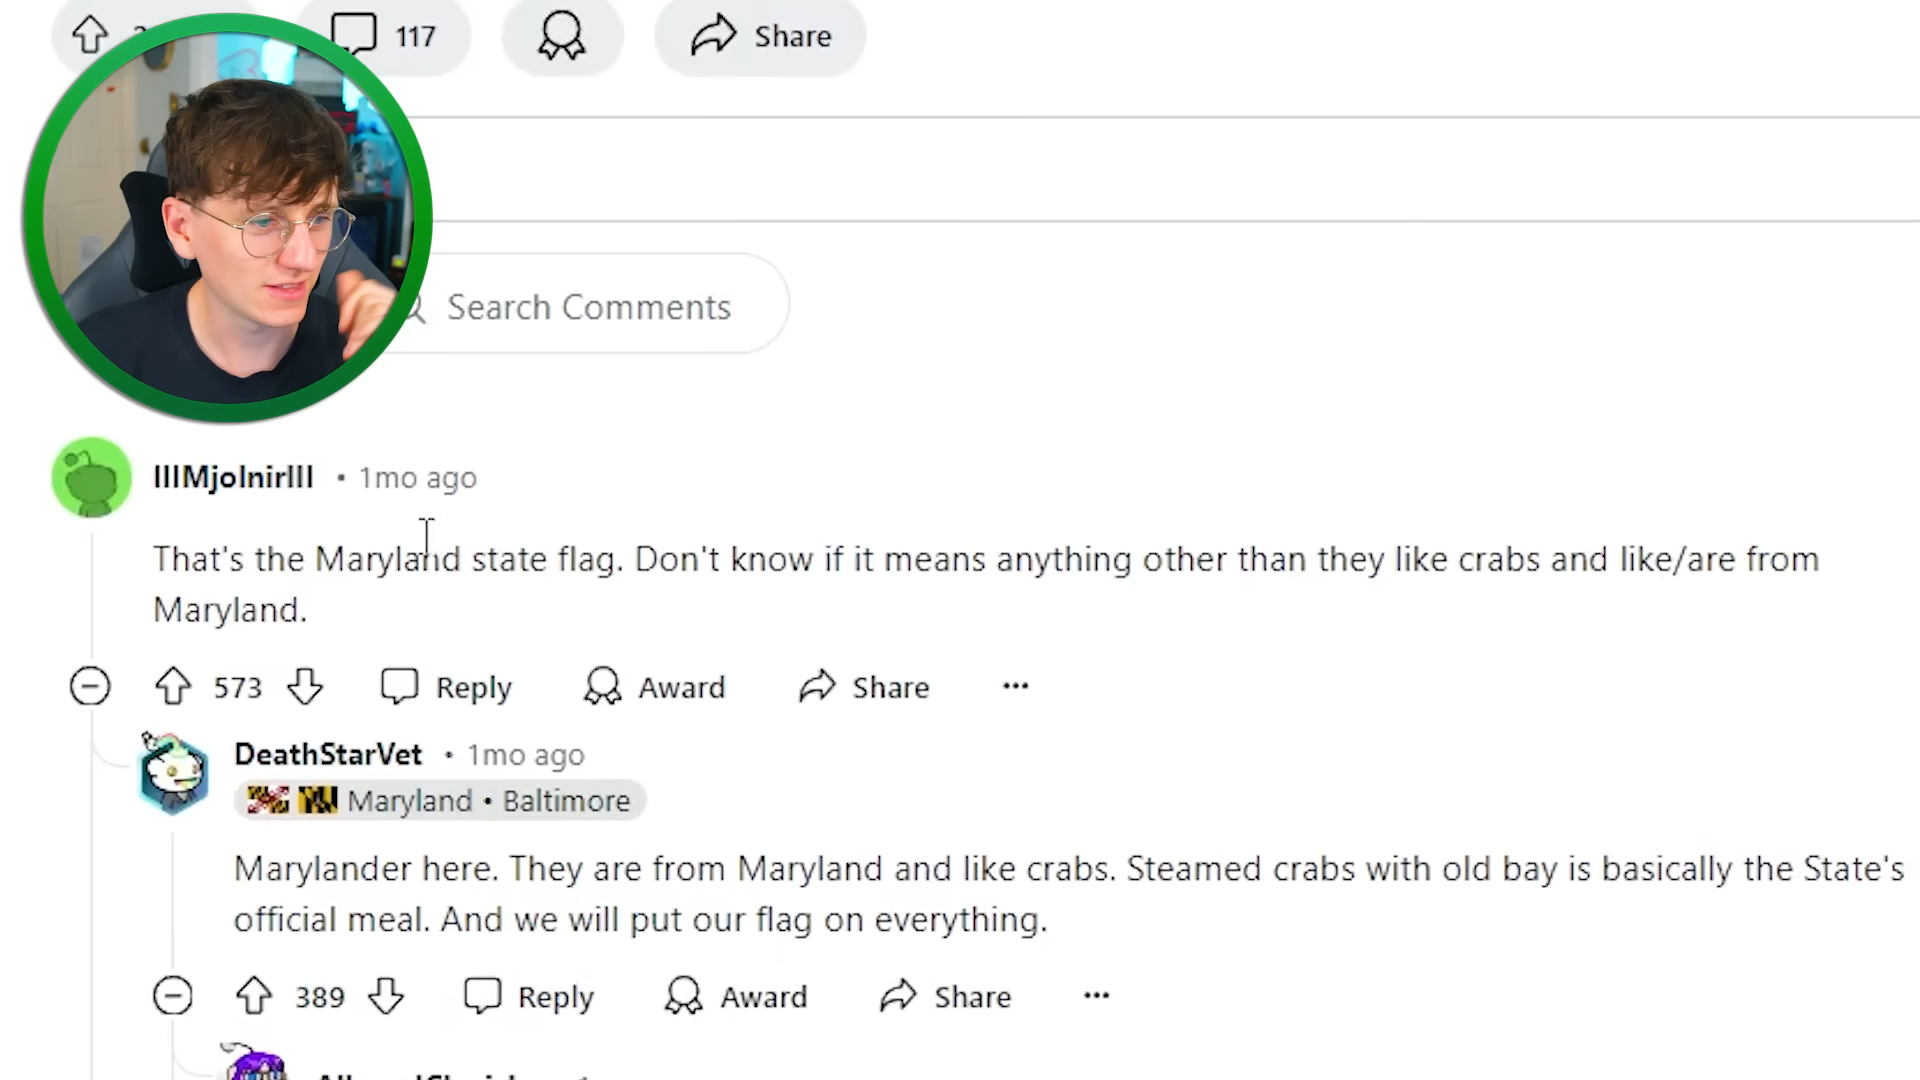 117
Share
Search Comments
IIIMjolnirIII • 1mo ago
That's the Maryland state flag. Don't know if it means anything other than they like crabs and like/are from
Maryland.
573 Reply Award Share ...
DeathStarVet • 1mo ago
Maryland • Baltimore
Marylander here. They are from Maryland and like crabs. Steamed crabs with old bay is basically the State's
official meal. And we will put our flag on everything.
389 Reply Award Share ...